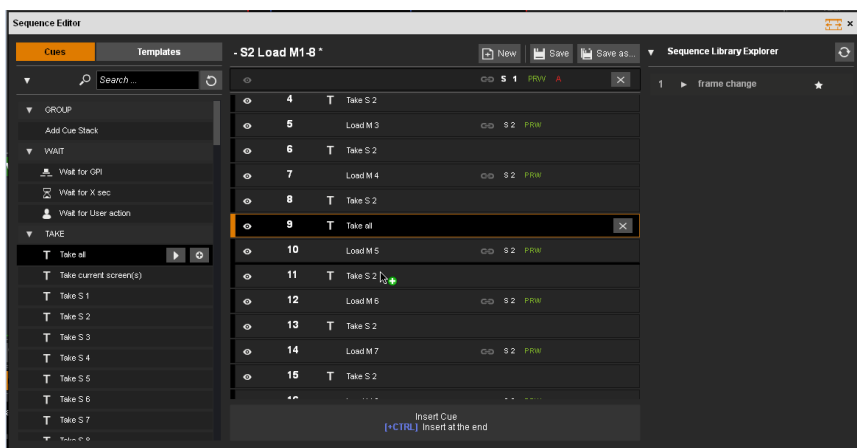 Sequence Editor
Cues
Templates
Search ...
GROUP
Add Cue Stack
WAIT
Wait for GPI
Wait for X sec
Wait for User action
TAKE
T Take all
T Take current screen(s)
T Take S 1
T Take S 2
T Take S 3
T Take S 4
T Take S 5
T Take S 6
T Take S 7
T Take S 8
- S2 Load M1-8 *
New
Save
Save as...
S 1 PRW A
4 T Take S 2
5 Load M 3 S 2 PRW
6 T Take S 2
7 Load M 4 S 2 PRW
8 T Take S 2
9 T Take all
10 Load M 5 S 2 PRW
11 T Take S 2
12 Load M 6 S 2 PRW
13 T Take S 2
14 Load M 7 S 2 PRW
15 T Take S 2
Insert Cue
[+CTRL] Insert at the end
Sequence Library Explorer
1 frame change